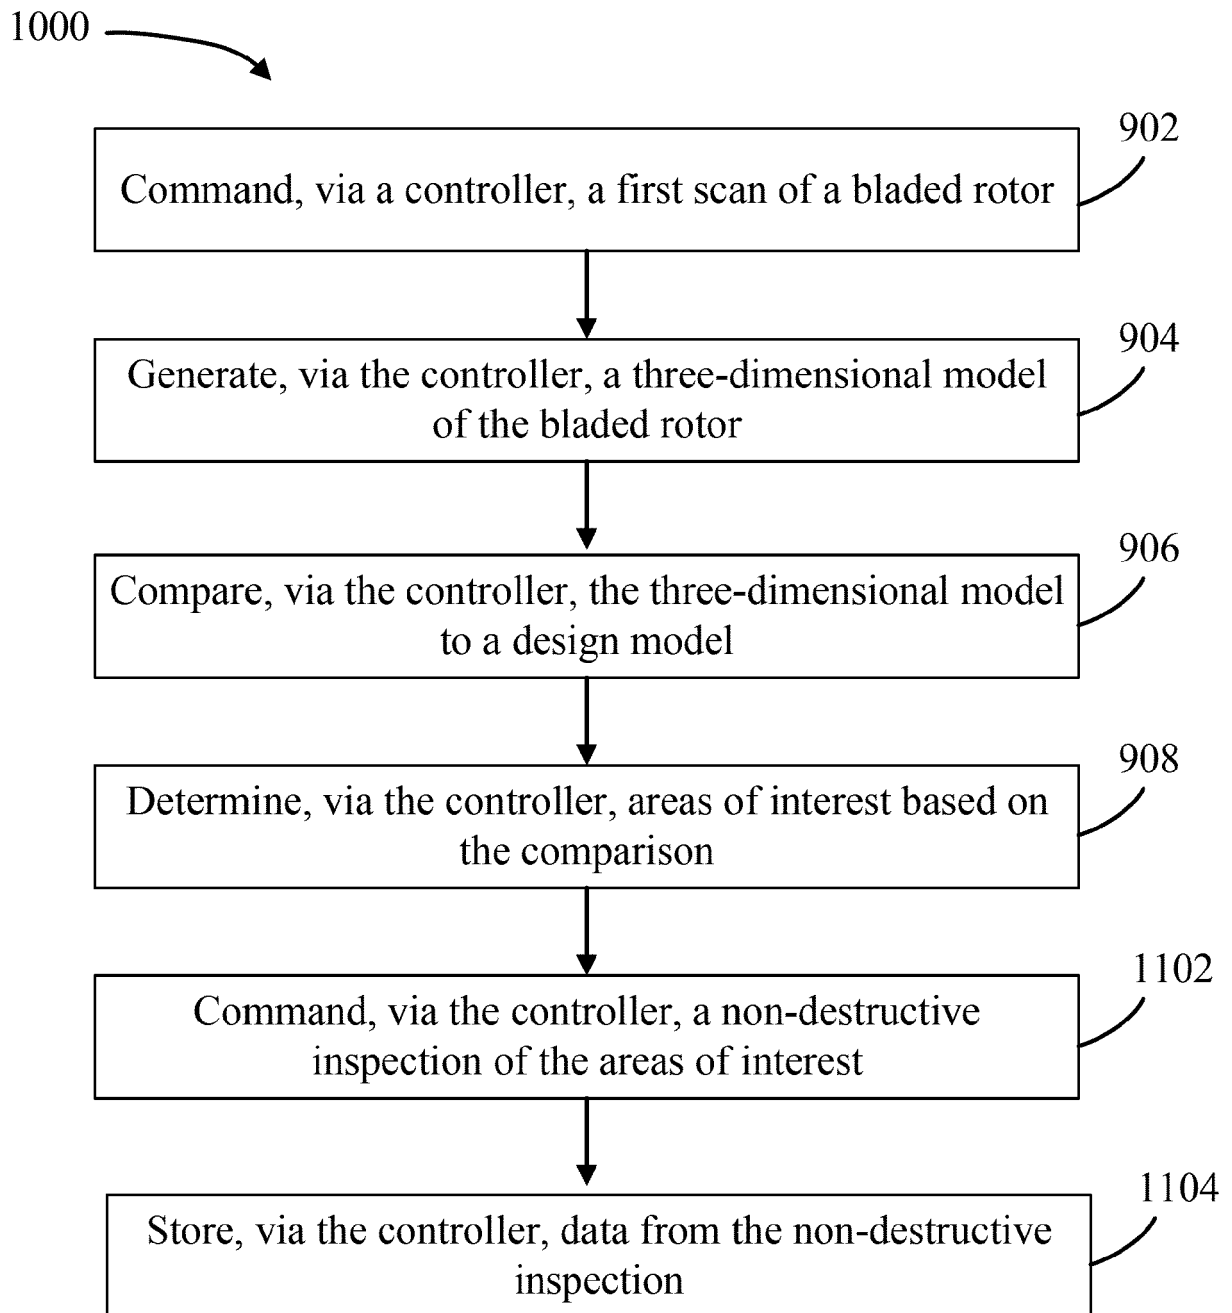 1000
902
Command, via a controller, a first scan of a bladed rotor
904
Generate, via the controller, a three-dimensional model
of the bladed rotor
906
Compare, via the controller, the three-dimensional model
to a design model
908
Determine, via the controller, areas of interest based on
the comparison
1102
Command, via the controller, a non-destructive
inspection of the areas of interest
1104
Store, via the controller, data from the non-destructive
inspection